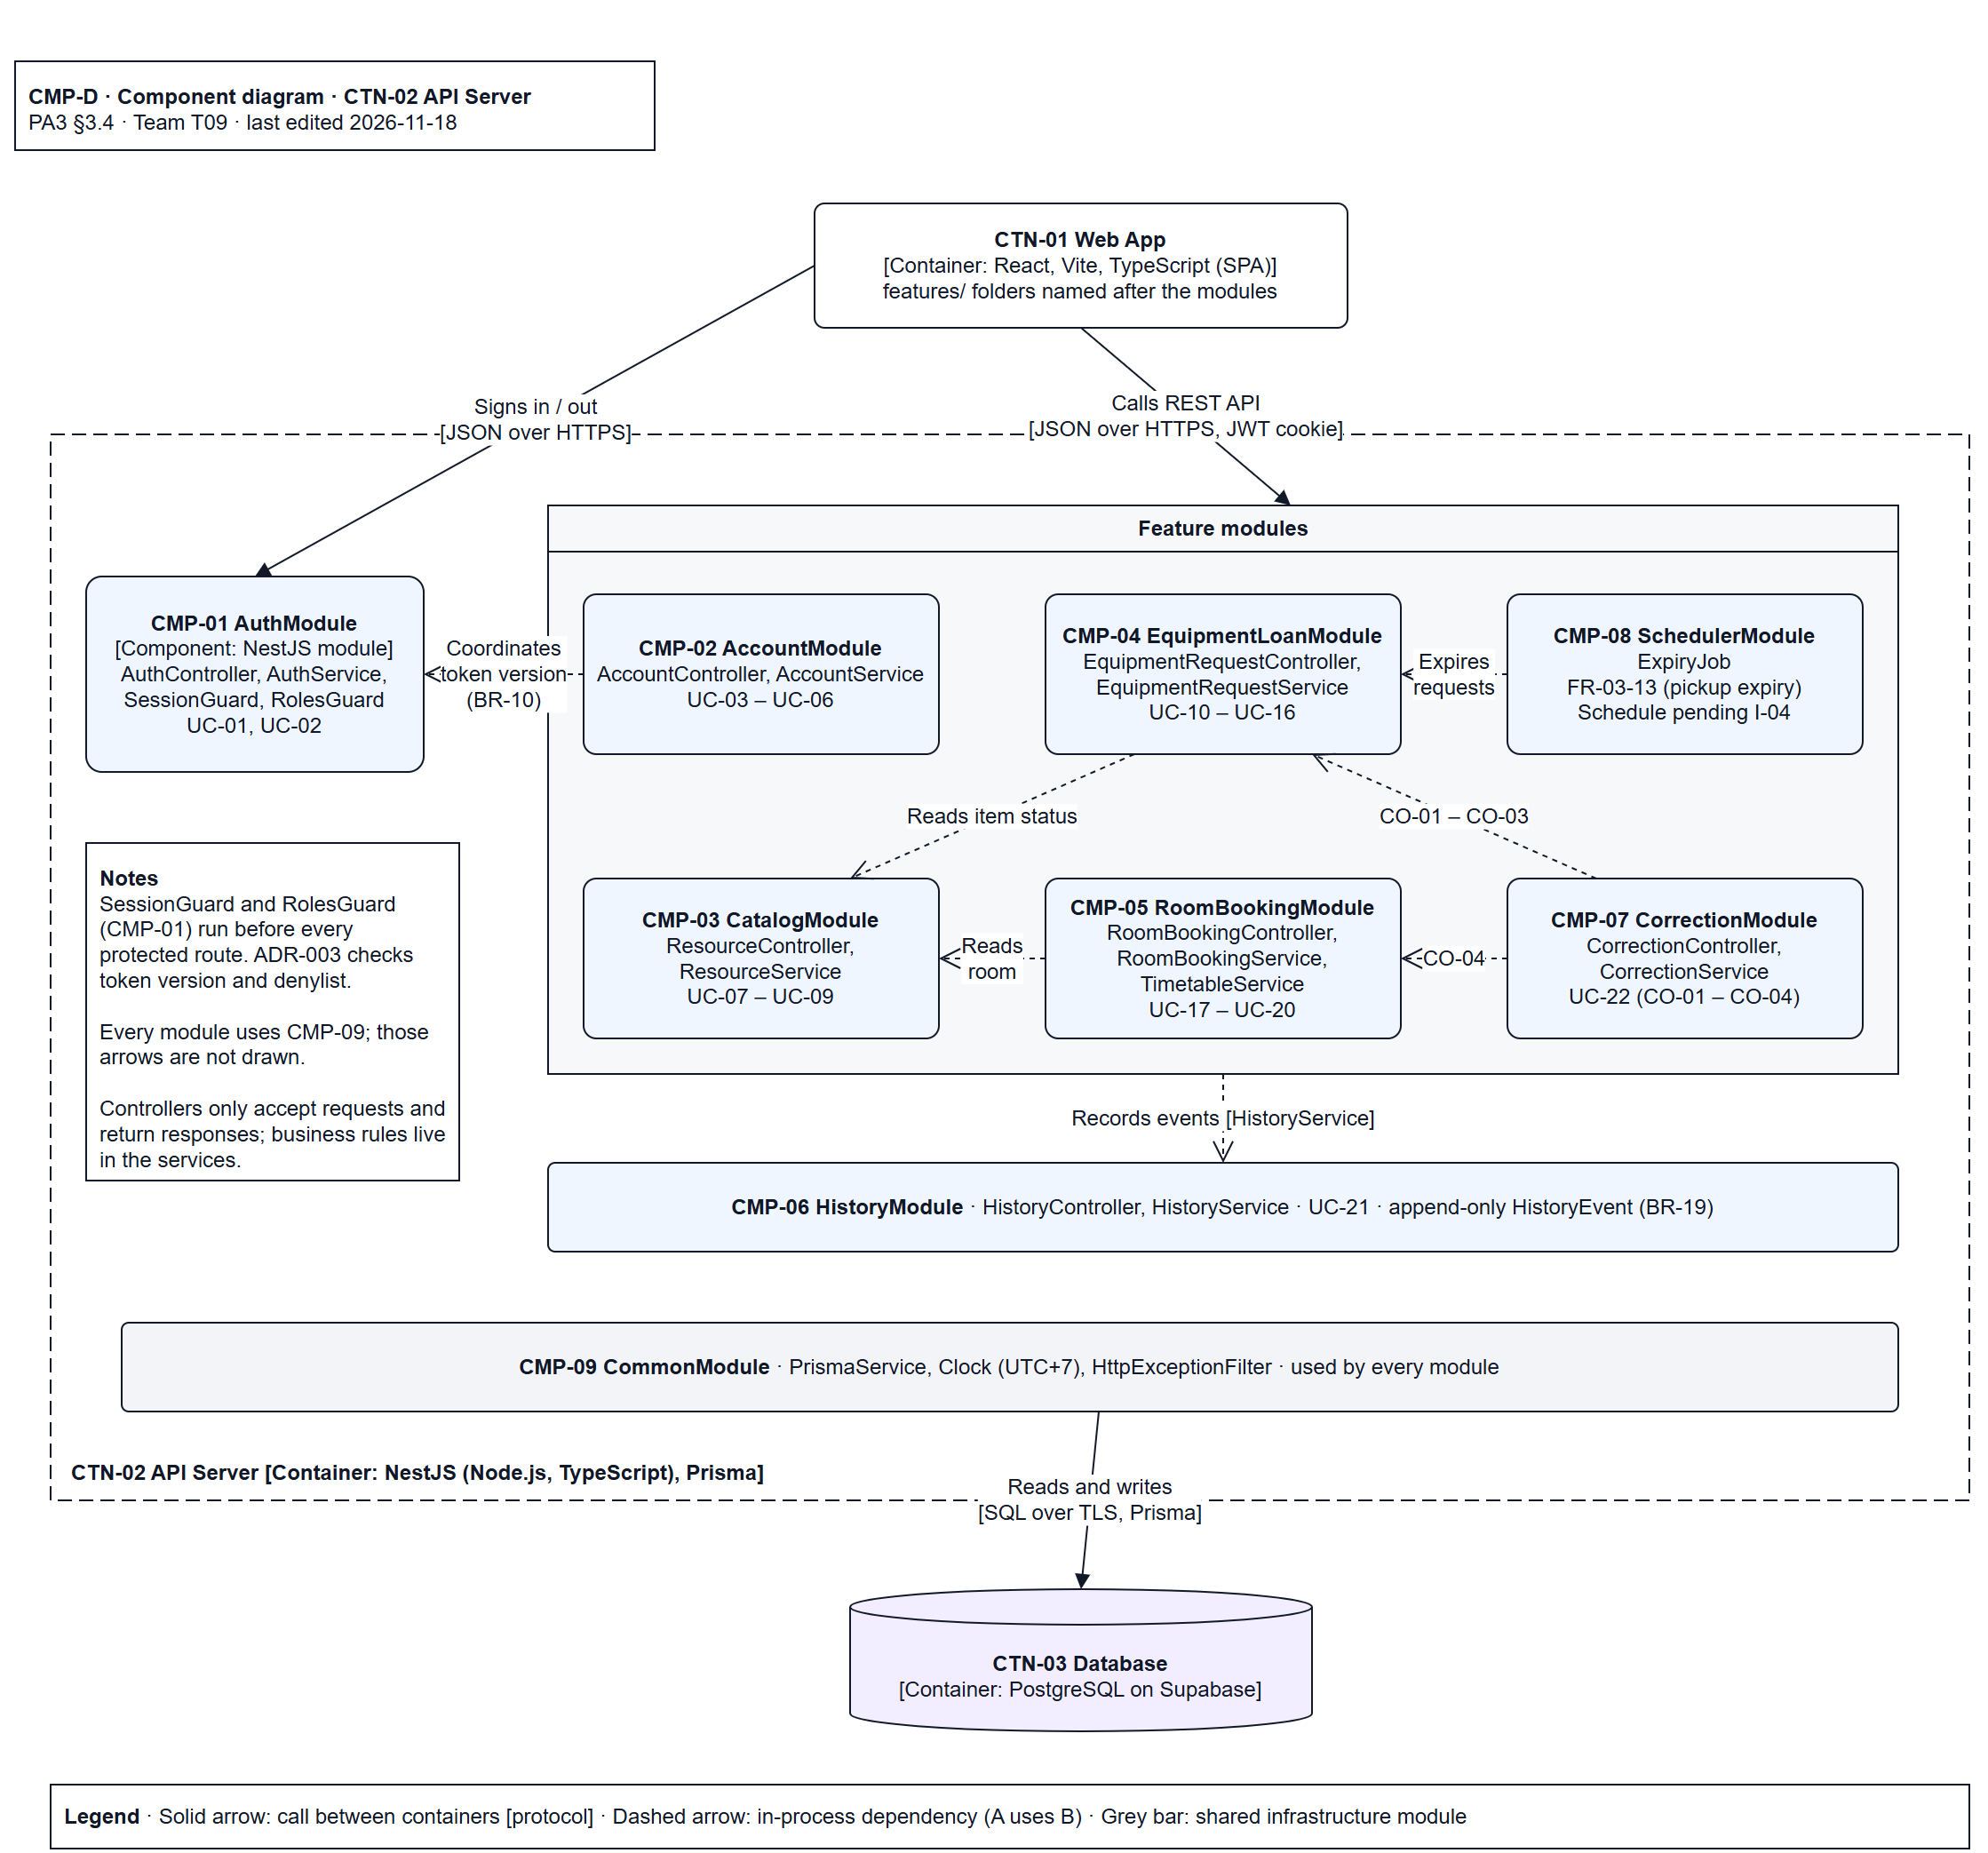 CMP-D · Component diagram · CTN-02 API Server
PA3 §3.4 · Team T09 · last edited 2026-11-18
CTN-01 Web App
[Container: React, Vite, TypeScript (SPA)]
features/ folders named after the modules
Signs in / out
[JSON over HTTPS]
Calls REST API
[JSON over HTTPS, JWT cookie]
Feature modules
CMP-01 AuthModule
[Component: NestJS module]
AuthController, AuthService,
SessionGuard, RolesGuard
UC-01, UC-02
Coordinates
token version
(BR-10)
CMP-02 AccountModule
AccountController, AccountService
UC-03 – UC-06
CMP-04 EquipmentLoanModule
EquipmentRequestController,
EquipmentRequestService
UC-10 – UC-16
Expires
requests
CMP-08 SchedulerModule
ExpiryJob
FR-03-13 (pickup expiry)
Schedule pending I-04
Reads item status
CO-01 – CO-03
Notes
SessionGuard and RolesGuard
(CMP-01) run before every
protected route. ADR-003 checks
token version and denylist.
Every module uses CMP-09; those
arrows are not drawn.
Controllers only accept requests and
return responses; business rules live
in the services.
CMP-03 CatalogModule
ResourceController,
ResourceService
UC-07 – UC-09
Reads
room
CMP-05 RoomBookingModule
RoomBookingController,
RoomBookingService,
TimetableService
UC-17 – UC-20
CO-04
CMP-07 CorrectionModule
CorrectionController,
CorrectionService
UC-22 (CO-01 – CO-04)
Records events [HistoryService]
CMP-06 HistoryModule · HistoryController, HistoryService · UC-21 · append-only HistoryEvent (BR-19)
CMP-09 CommonModule · PrismaService, Clock (UTC+7), HttpExceptionFilter · used by every module
CTN-02 API Server [Container: NestJS (Node.js, TypeScript), Prisma]
Reads and writes
[SQL over TLS, Prisma]
CTN-03 Database
[Container: PostgreSQL on Supabase]
Legend · Solid arrow: call between containers [protocol] · Dashed arrow: in-process dependency (A uses B) · Grey bar: shared infrastructure module